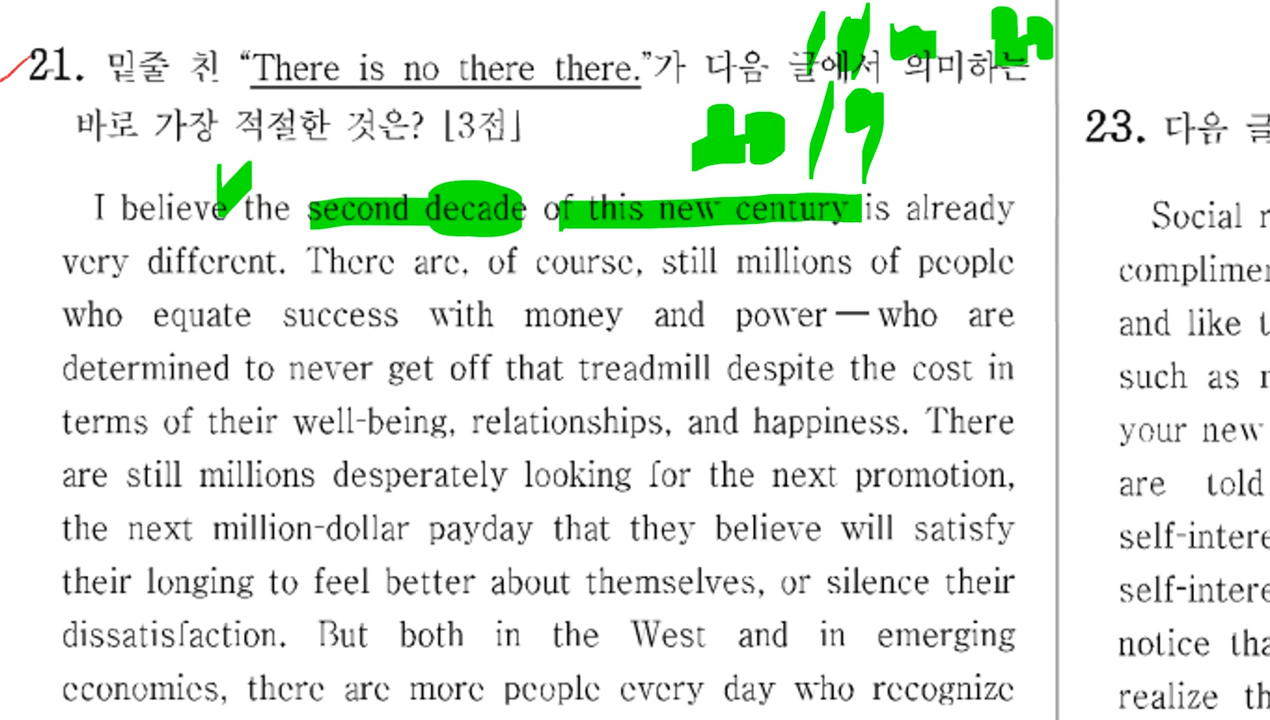 21. 밑줄 친 “There is no there there.”가 다음 글에서 의미하는
바로 가장 적절한 것은? [3점]
I believe the second decade of this new century is already
very different. There are, of course, still millions of people
who equate success with money and power — who are
determined to never get off that treadmill despite the cost in
terms of their well-being, relationships, and happiness. There
are still millions desperately looking for the next promotion,
the next million-dollar payday that they believe will satisfy
their longing to feel better about themselves, or silence their
dissatisfaction. But both in the West and in emerging
economies, there are more people every day who recognize
23. 다음 글
Social
and like
such as
your new
are told
self-intere
self-intere
notice tha
realize th